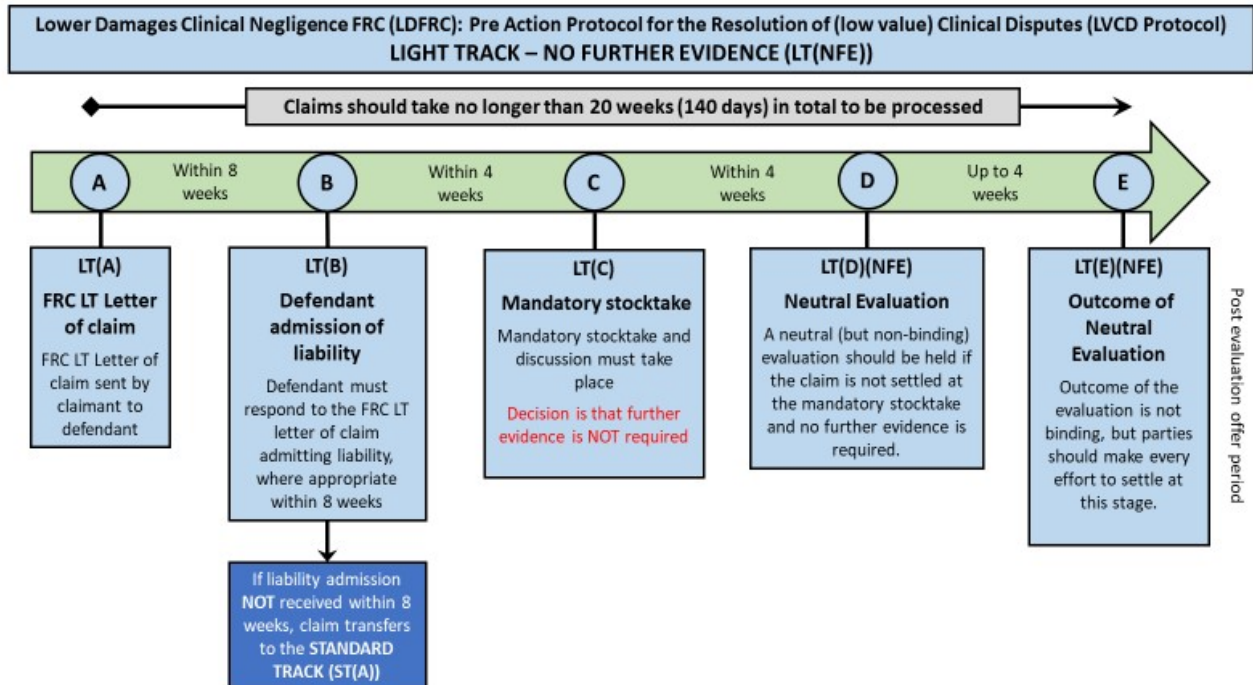 Lower Damages Clinical Negligence FRC (LDFRC): Pre Action Protocol for the Resolution of (low value) Clinical Disputes (LVCD Protocol)
LIGHT TRACK – NO FURTHER EVIDENCE (LT(NFE))
Claims should take no longer than 20 weeks (140 days) in total to be processed
A
Within 8
weeks
B
Within 4
weeks
C
Within 4
weeks
D
Up to 4
weeks
E
LT(A)
FRC LT Letter
of claim
FRC LT Letter of
claim sent by
claimant to
defendant
LT(B)
Defendant
admission of
liability
Defendant must
respond to the FRC LT
letter of claim
admitting liability,
where appropriate
within 8 weeks
If liability admission
NOT received within 8
weeks, claim transfers
to the STANDARD
TRACK (ST(A))
LT(C)
Mandatory stocktake
Mandatory stocktake and
discussion must take
place
Decision is that further
evidence is NOT required
LT(D)(NFE)
Neutral Evaluation
A neutral (but non-binding)
evaluation should be held if
the claim is not settled at
the mandatory stocktake
and no further evidence is
required.
LT(E)(NFE)
Outcome of
Neutral
Evaluation
Outcome of the
evaluation is not
binding, but parties
should make every
effort to settle at
this stage.
Post evaluation offer period